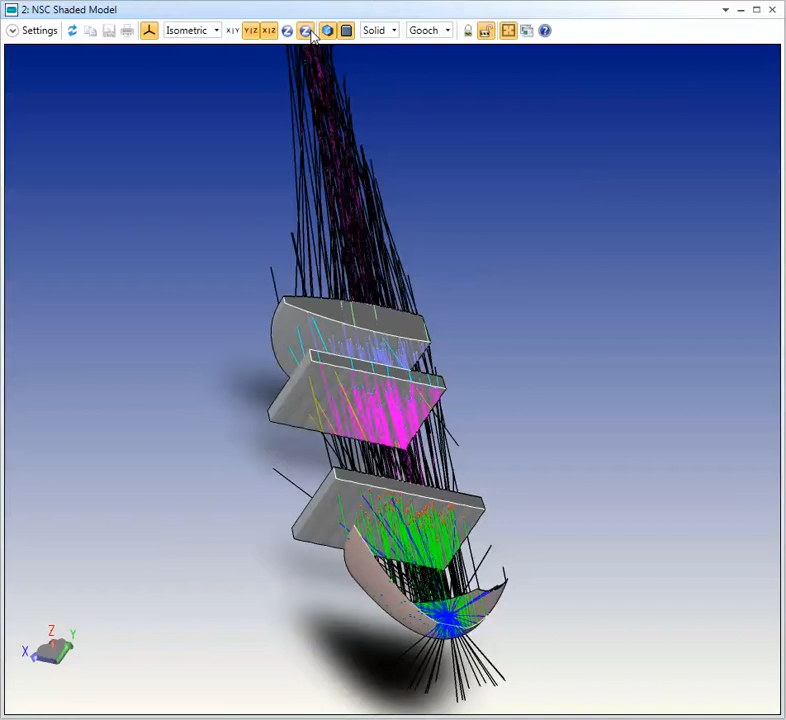 2: NSC Shaded Model
Settings
Isometric
X|Y
Y|Z
X|Z
Z
Z
Solid
Gooch
Z
Y
X